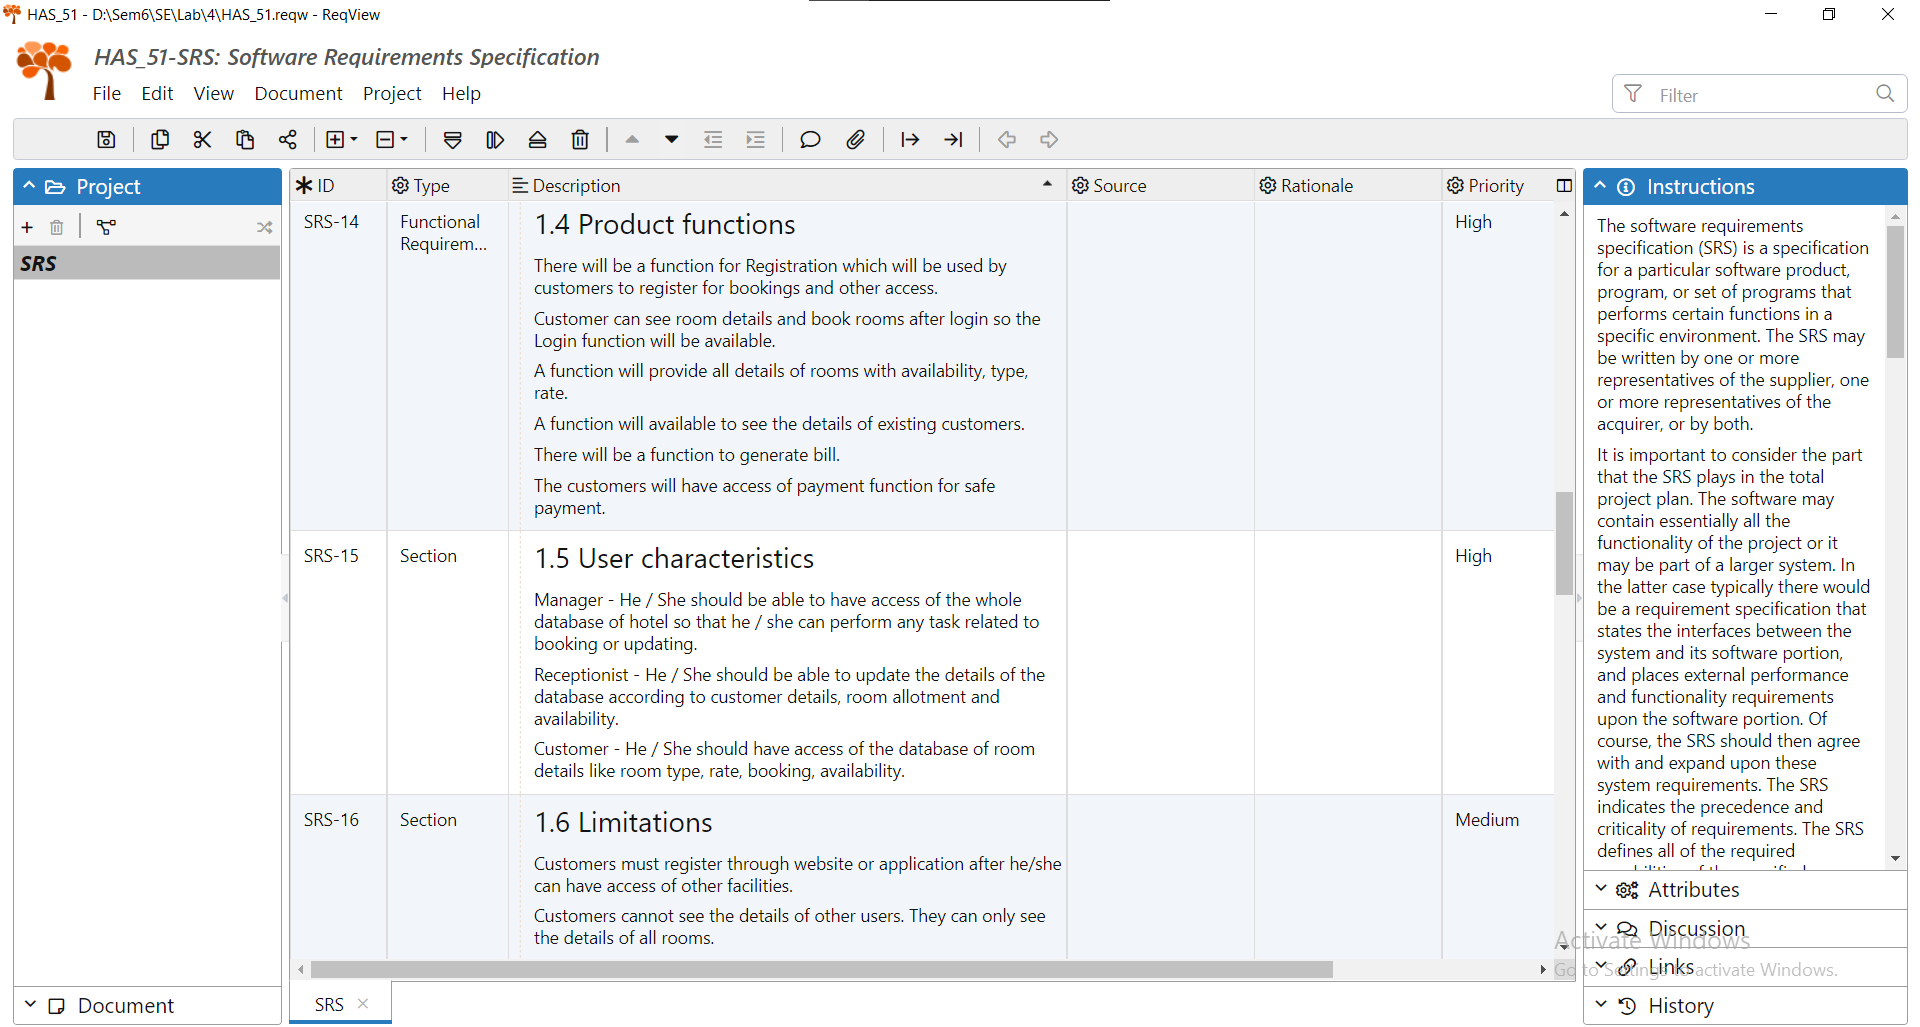 HAS_51 - D:\Sem6\SE\Lab\4\HAS_51.reqw - ReqView
HAS_51-SRS: Software Requirements Specification
File Edit View Document Project Help
Filter
Project
SRS
Document
ID Type Description Source Rationale Priority
SRS-14
Functional
Requirem...
1.4 Product functions
There will be a function for Registration which will be used by
customers to register for bookings and other access.
Customer can see room details and book rooms after login so the
Login function will be available.
A function will provide all details of rooms with availability, type,
rate.
A function will available to see the details of existing customers.
There will be a function to generate bill.
The customers will have access of payment function for safe
payment.
High
SRS-15
Section
1.5 User characteristics
Manager - He / She should be able to have access of the whole
database of hotel so that he / she can perform any task related to
booking or updating.
Receptionist - He / She should be able to update the details of the
database according to customer details, room allotment and
availability.
Customer - He / She should have access of the database of room
details like room type, rate, booking, availability.
High
SRS-16
Section
1.6 Limitations
Customers must register through website or application after he/she
can have access of other facilities.
Customers cannot see the details of other users. They can only see
the details of all rooms.
Medium
SRS
Instructions
The software requirements
specification (SRS) is a specification
for a particular software product,
program, or set of programs that
performs certain functions in a
specific environment. The SRS may
be written by one or more
representatives of the supplier, one
or more representatives of the
acquirer, or by both.
It is important to consider the part
that the SRS plays in the total
project plan. The software may
contain essentially all the
functionality of the project or it
may be part of a larger system. In
the latter case typically there would
be a requirement specification that
states the interfaces between the
system and its software portion,
and places external performance
and functionality requirements
upon the software portion. Of
course, the SRS should then agree
with and expand upon these
system requirements. The SRS
indicates the precedence and
criticality of requirements. The SRS
defines all of the required
Attributes
Discussion
Links
History
Activate Windows
Go to Settings to activate Windows.